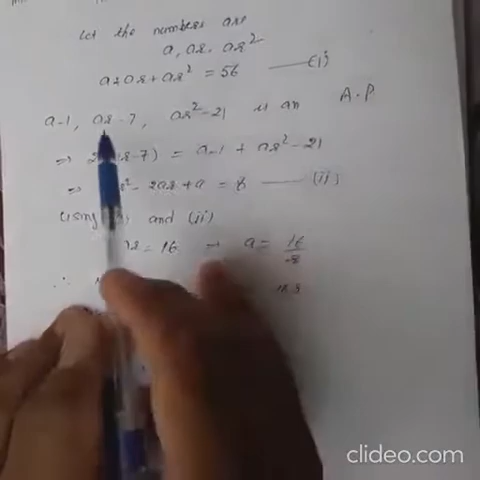 Let the numbers are
a, ar, ar²
a + ar + ar² = 56 ——— (i)
a-1, ar-7, ar²-21 is an A.P
⇒ 2(ar-7) = a-1 + ar²-21
⇒ ar²-2ar+a = 8 ——— (ii)
Using (i) and (ii)
ar = 16 ⇒ a = 16/r
∴
clideo.com